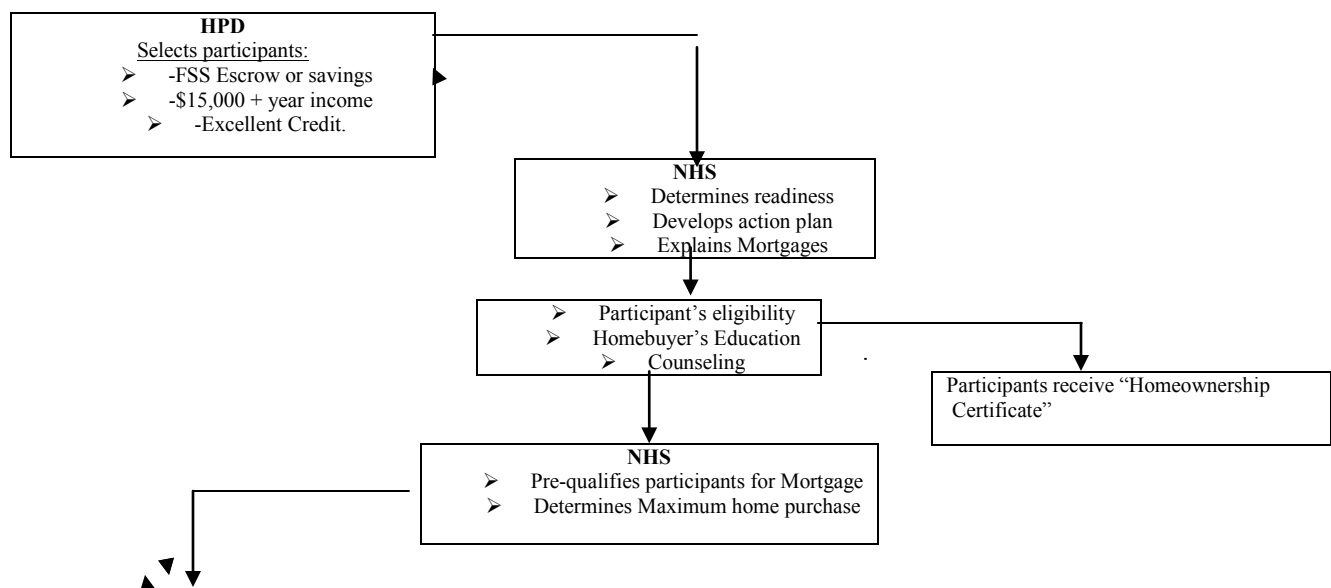 HPD
Selects participants:
➢ -FSS Escrow or savings
➢ -$15,000 + year income
➢ -Excellent Credit.
NHS
➢ Determines readiness
➢ Develops action plan
➢ Explains Mortgages
➢ Participant’s eligibility
➢ Homebuyer’s Education
➢ Counseling
.
Participants receive “Homeownership
Certificate”
NHS
➢ Pre-qualifies participants for Mortgage
➢ Determines Maximum home purchase